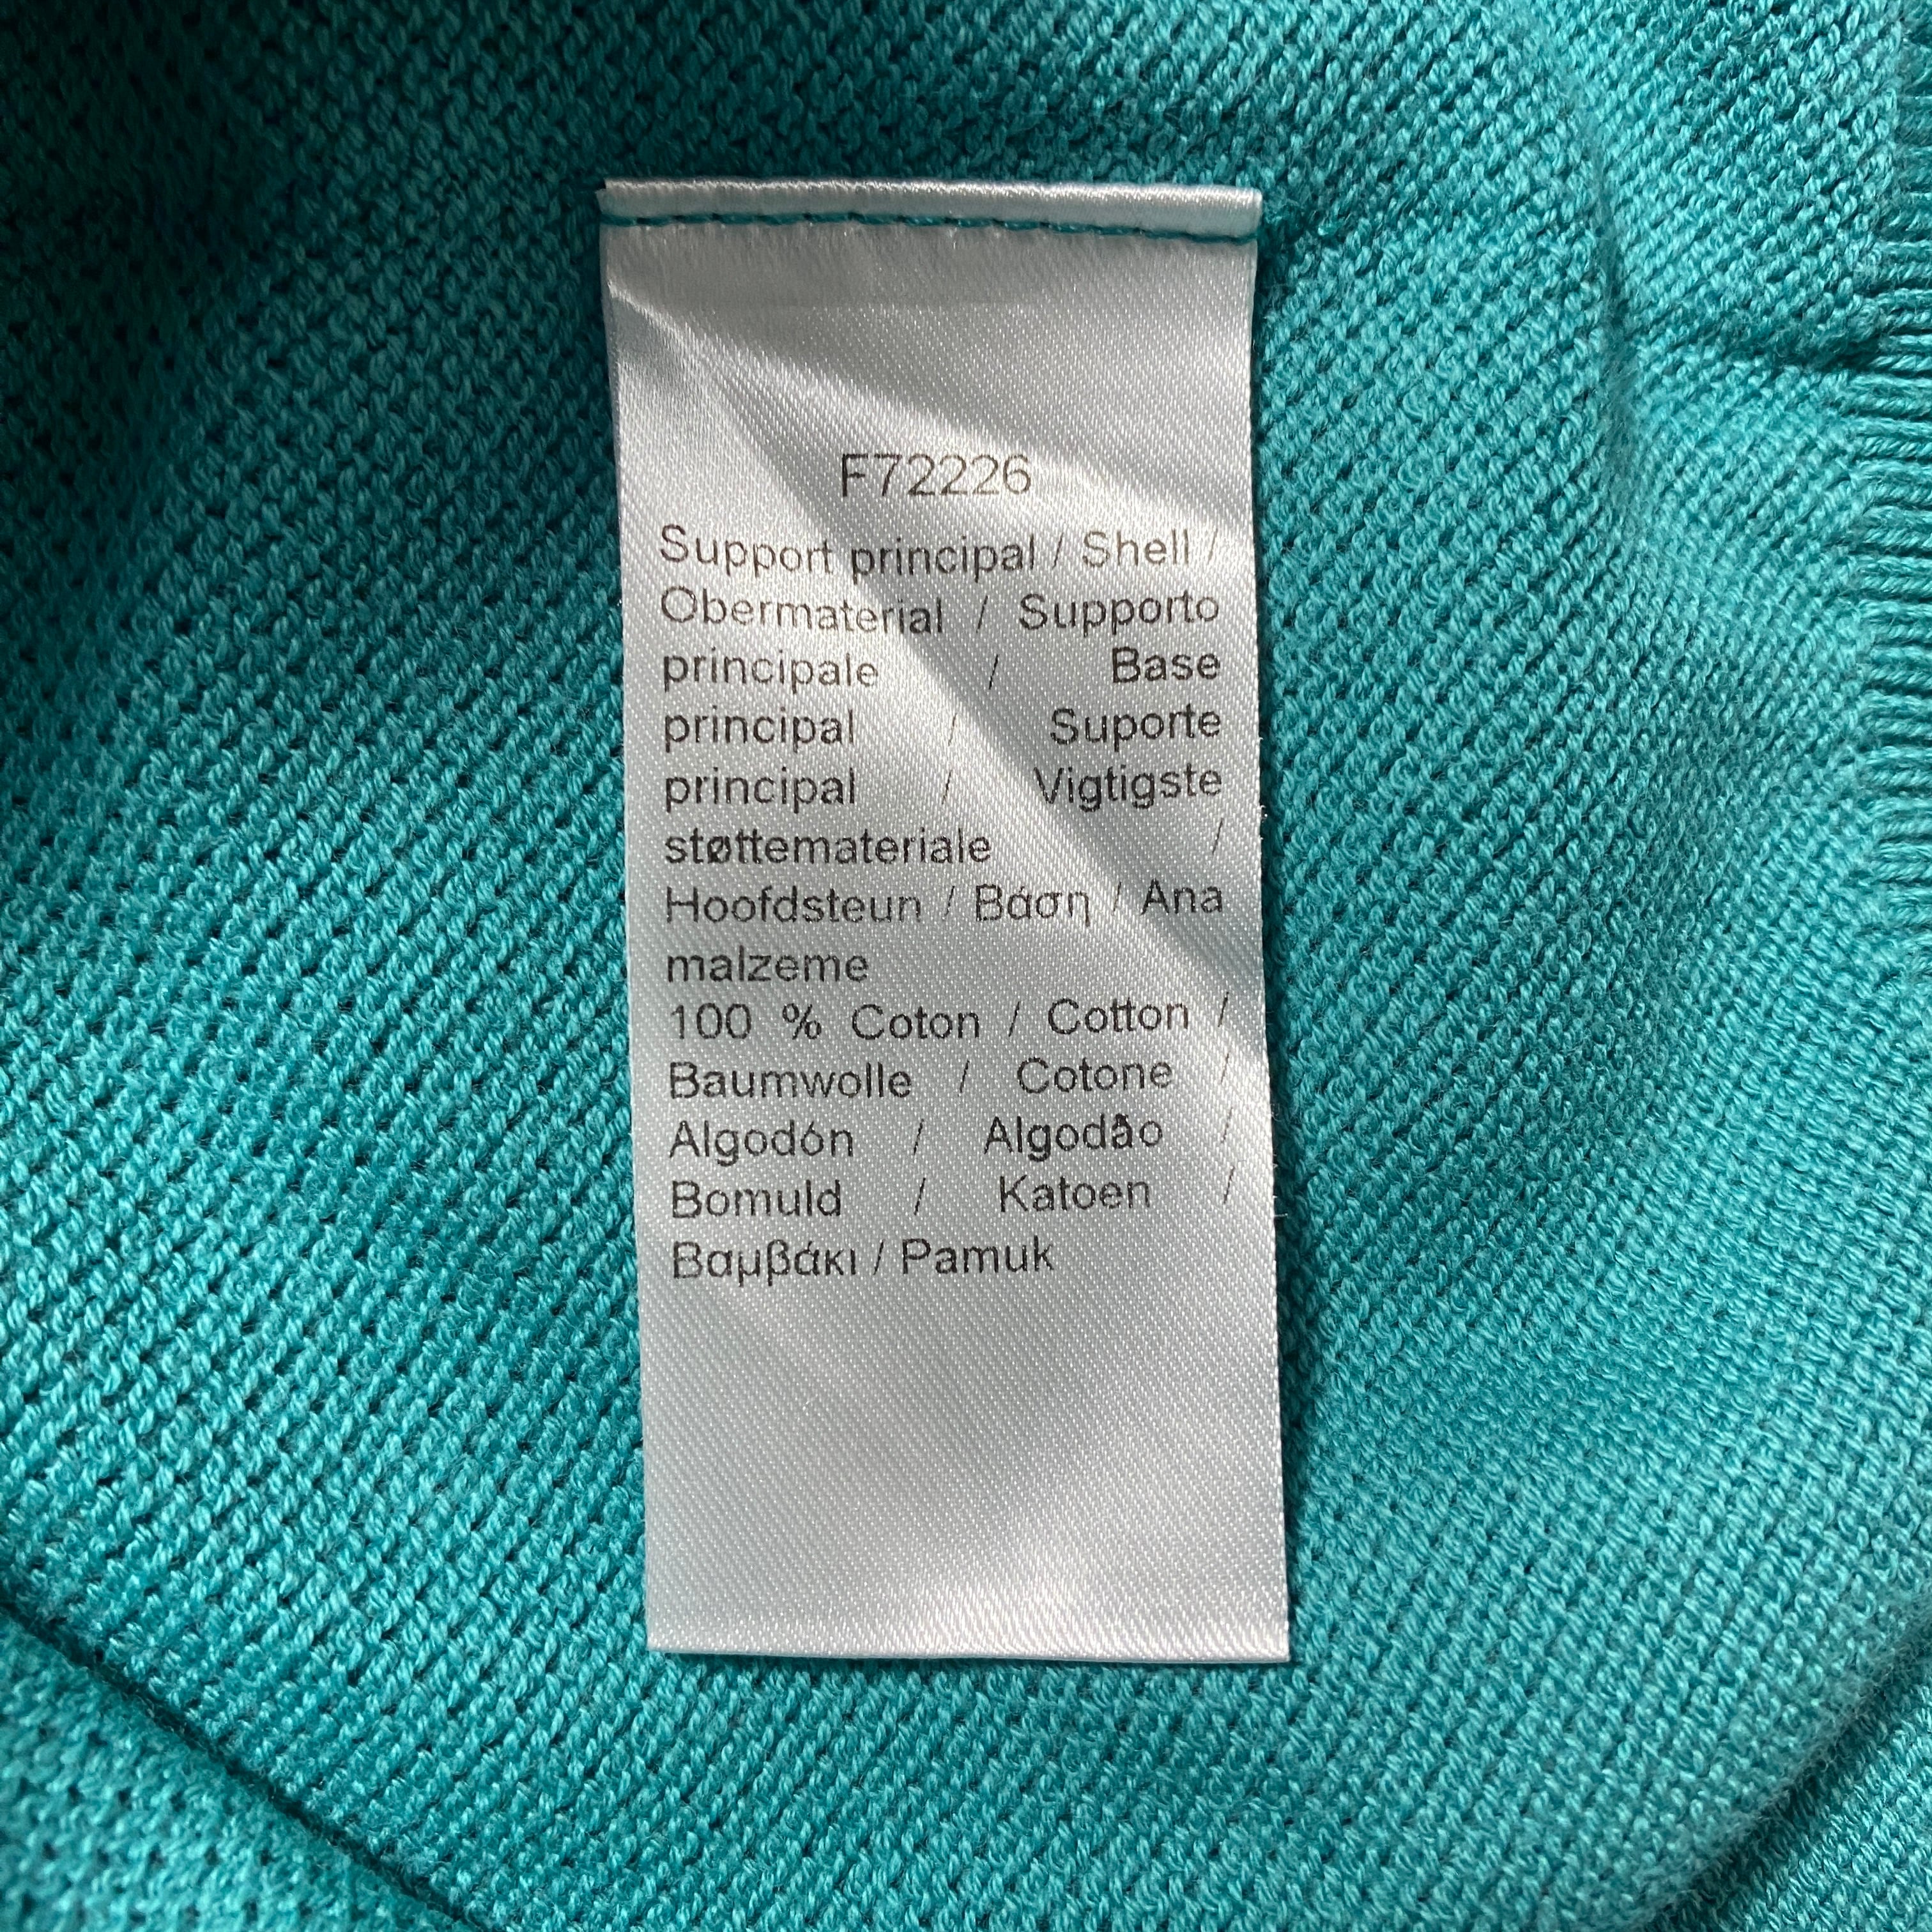 F72226
Support principal / Shell /
Obermaterial / Supporto
principale / Base
principal / Suporte
principal / Vigtigste
støttemateriale /
Hoofdsteun / Βάση / Ana
malzeme
100 % Coton / Cotton /
Baumwolle / Cotone /
Algodón / Algodão /
Bomuld / Katoen /
Βαμβάκι / Pamuk